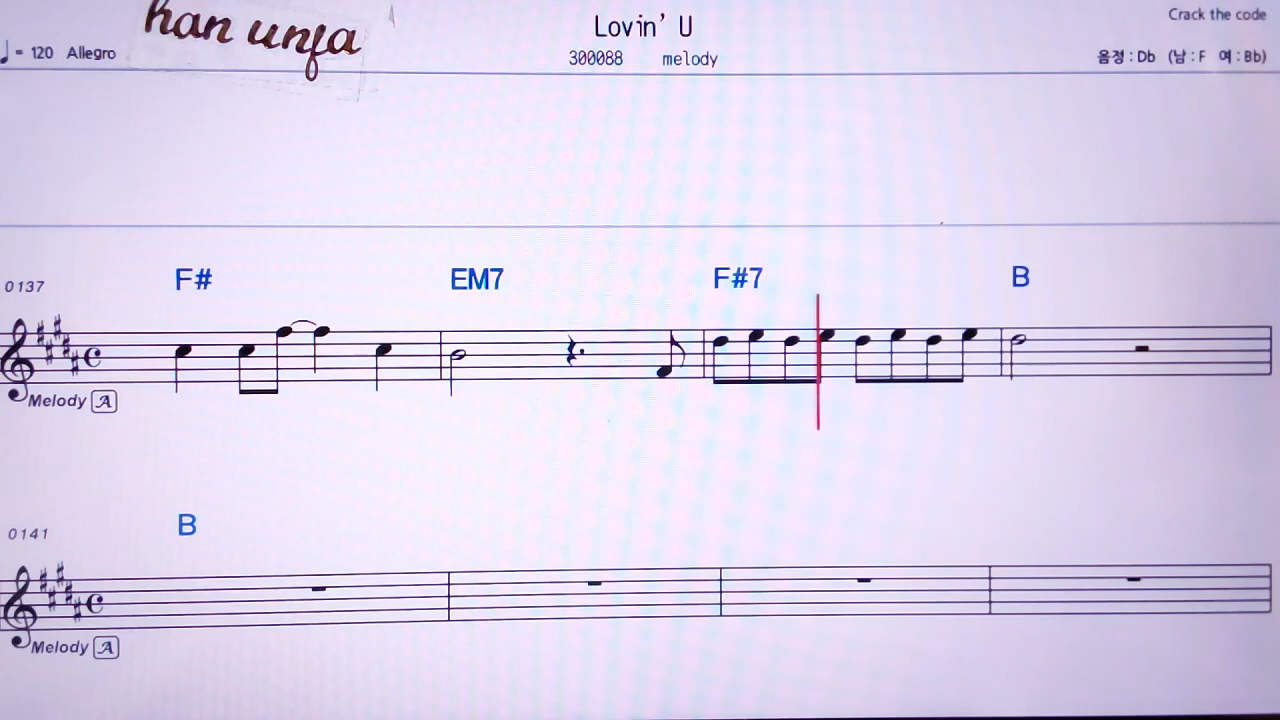 han unfa
Lovin' U
Crack the code
♩= 120 Allegro
300088 melody
음정 : Db (남 : F 여 : Bb)
F# EM7 F#7 B
0137
Melody A
B
0141
Melody A